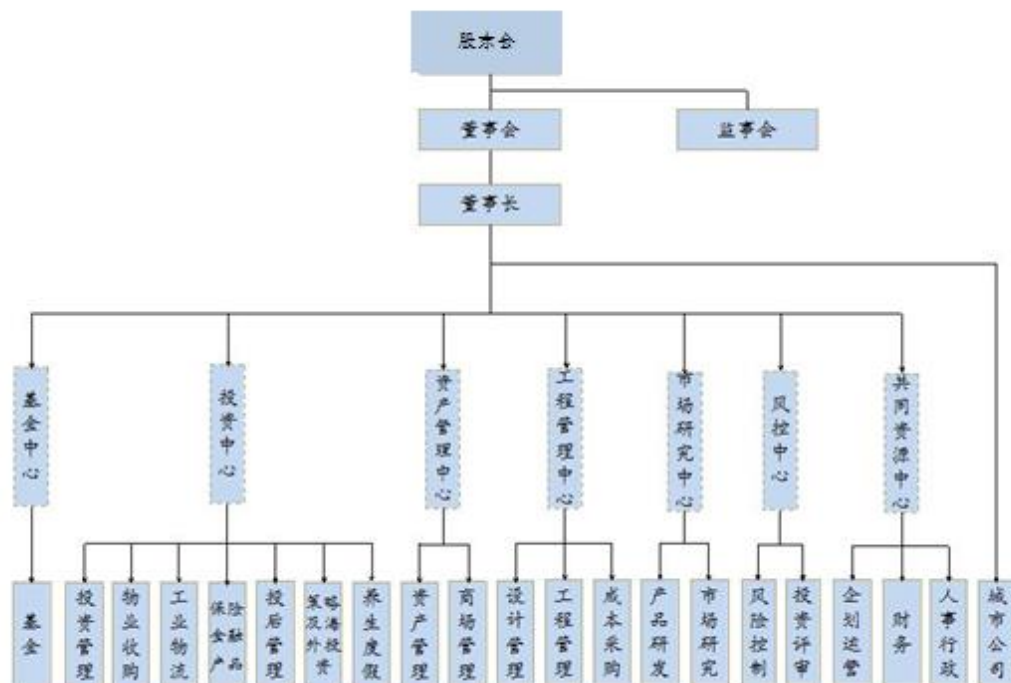 股东会
董事会
监事会
董事长
基金中心
投资中心
资产管理中心
工程管理中心
市场研究中心
风控中心
共同资源中心
基金
投资管理
物业收购
工业物流
保险金融产品
投后管理
策略及海外投资
养生度假
资产管理
商场管理
设计管理
工程管理
成本采购
产品研发
市场研究
风险控制
投资评审
企划运营
财务
人事行政
城市公司